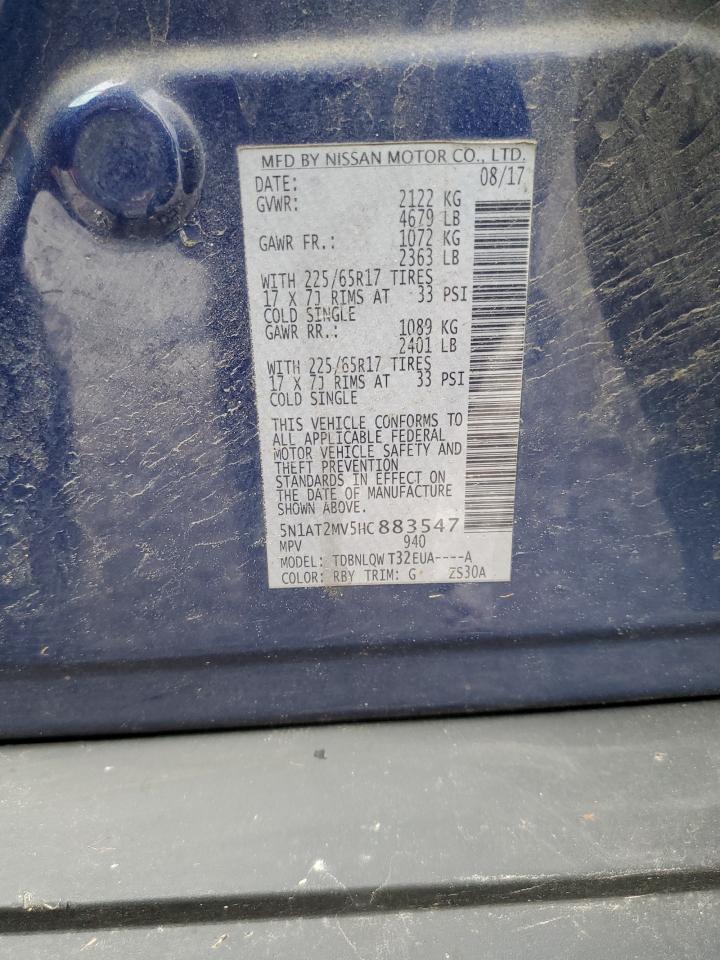 MFD BY NISSAN MOTOR CO., LTD.
DATE: 08/17
GVWR: 2122 KG
4679 LB
GAWR FR.: 1072 KG
2363 LB
WITH 225/65R17 TIRES
17 X 7J RIMS AT 33 PSI
COLD SINGLE
GAWR RR.: 1089 KG
2401 LB
WITH 225/65R17 TIRES
17 X 7J RIMS AT 33 PSI
COLD SINGLE
THIS VEHICLE CONFORMS TO
ALL APPLICABLE FEDERAL
MOTOR VEHICLE SAFETY AND
THEFT PREVENTION
STANDARDS IN EFFECT ON
THE DATE OF MANUFACTURE
SHOWN ABOVE.
5N1AT2MV5HC883547
MPV 940
MODEL: TDBNLQW T32EUA----A
COLOR: RBY TRIM: G ZS30A